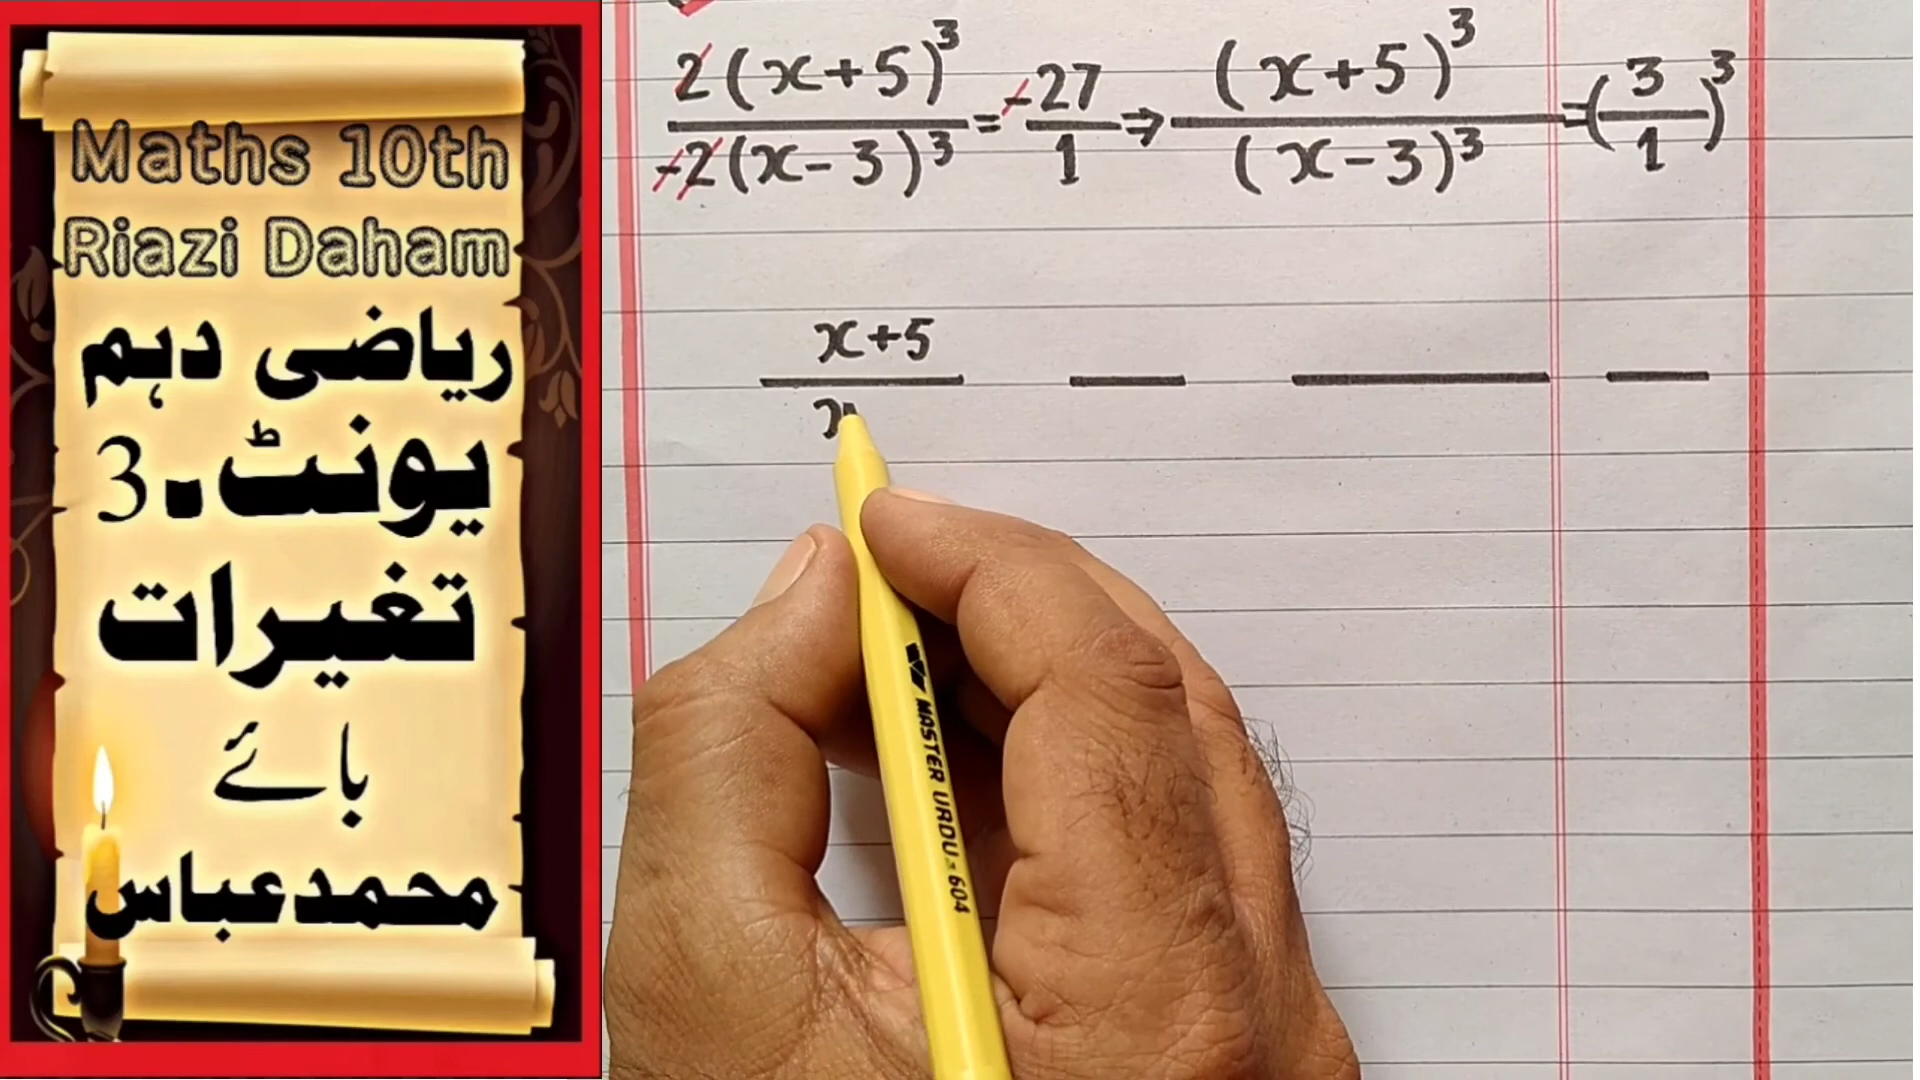 Maths 10th
Riazi Daham
ریاضی دہم
یونٹ.3
تغیرات
بائے
محمدعباس
2(x+5)³ / -2(x-3)³ = -27/1 ⇒ (x+5)³ / (x-3)³ = (3/1)³
x+5
x
MASTER URDU-604